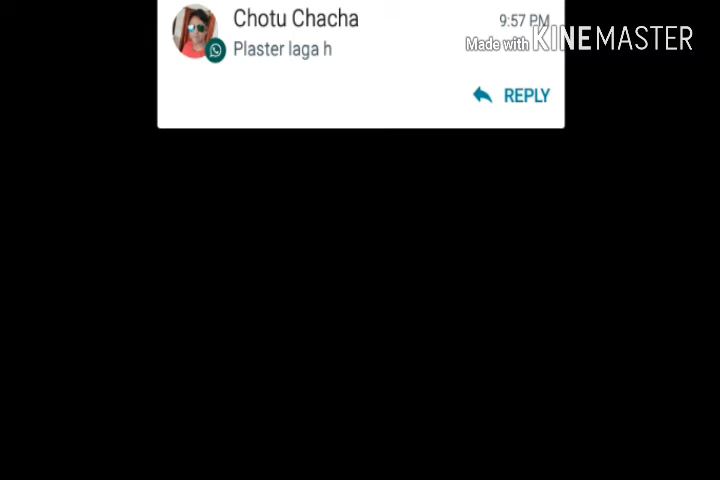 Chotu Chacha
9:57 PM
Plaster laga h
Made with KINEMASTER
REPLY